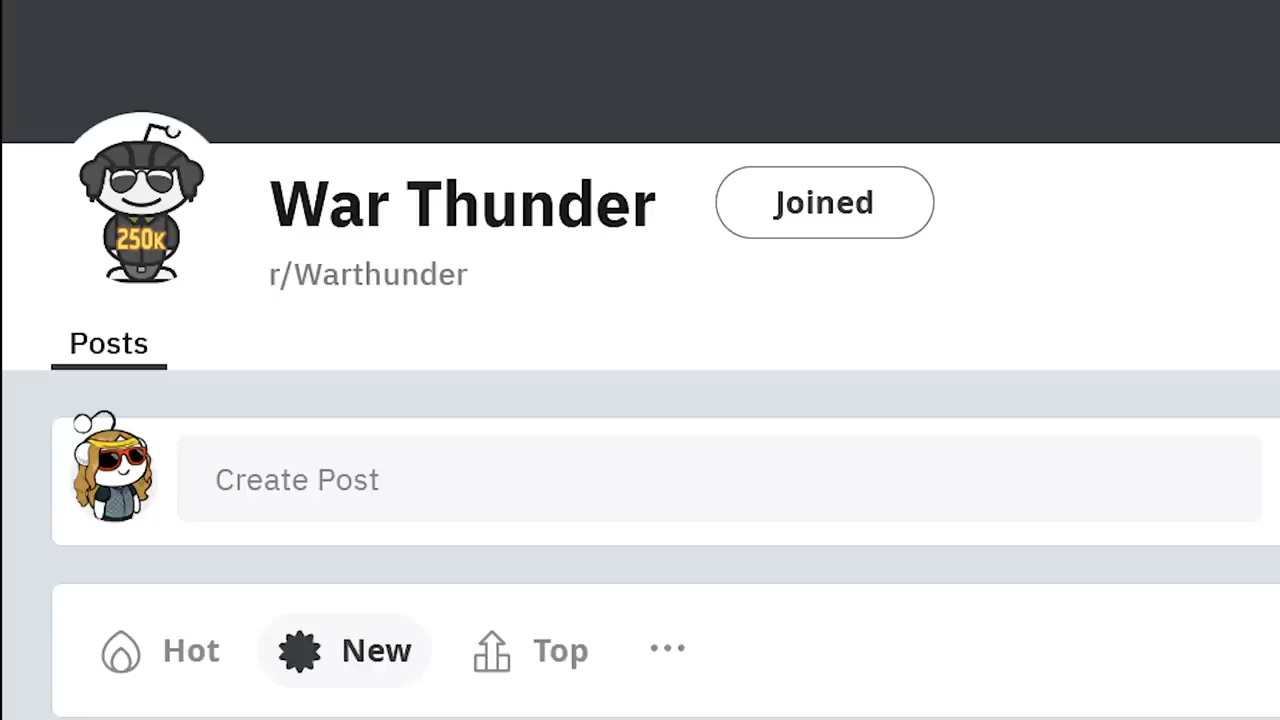 250K
War Thunder
Joined
r/Warthunder
Posts
Create Post
Hot
New
Top